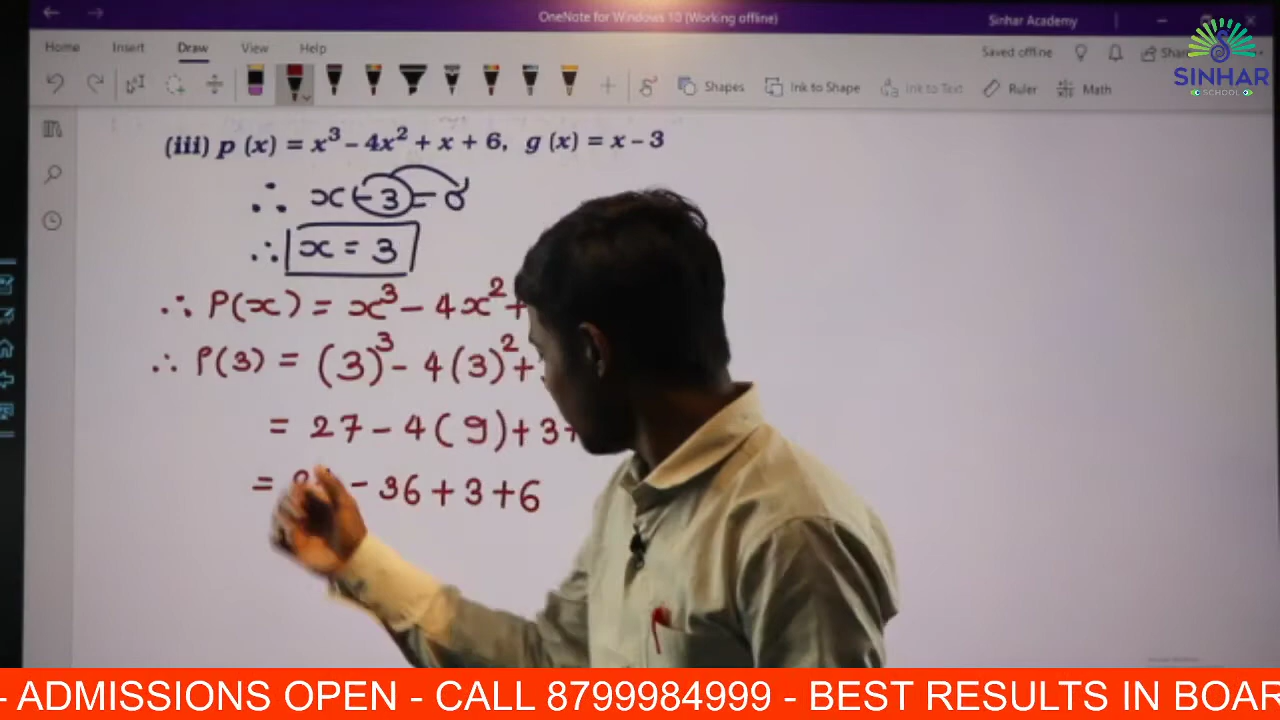 OneNote for Windows 10 (Working offline)
Sinhar Academy
Home Insert Draw View Help
Saved offline
Shapes Ink to Shape Ink to Text Ruler Math
SINHAR
SCHOOL
(iii) p (x) = x³ – 4x² + x + 6, g (x) = x – 3
∴ x - 3 = 0
∴ x = 3
∴ P(x) = x³ - 4x² +
∴ P(3) = (3)³ - 4(3)² +
= 27 - 4(9) + 3 +
= - 36 + 3 + 6
- ADMISSIONS OPEN - CALL 8799984999 - BEST RESULTS IN BOAR